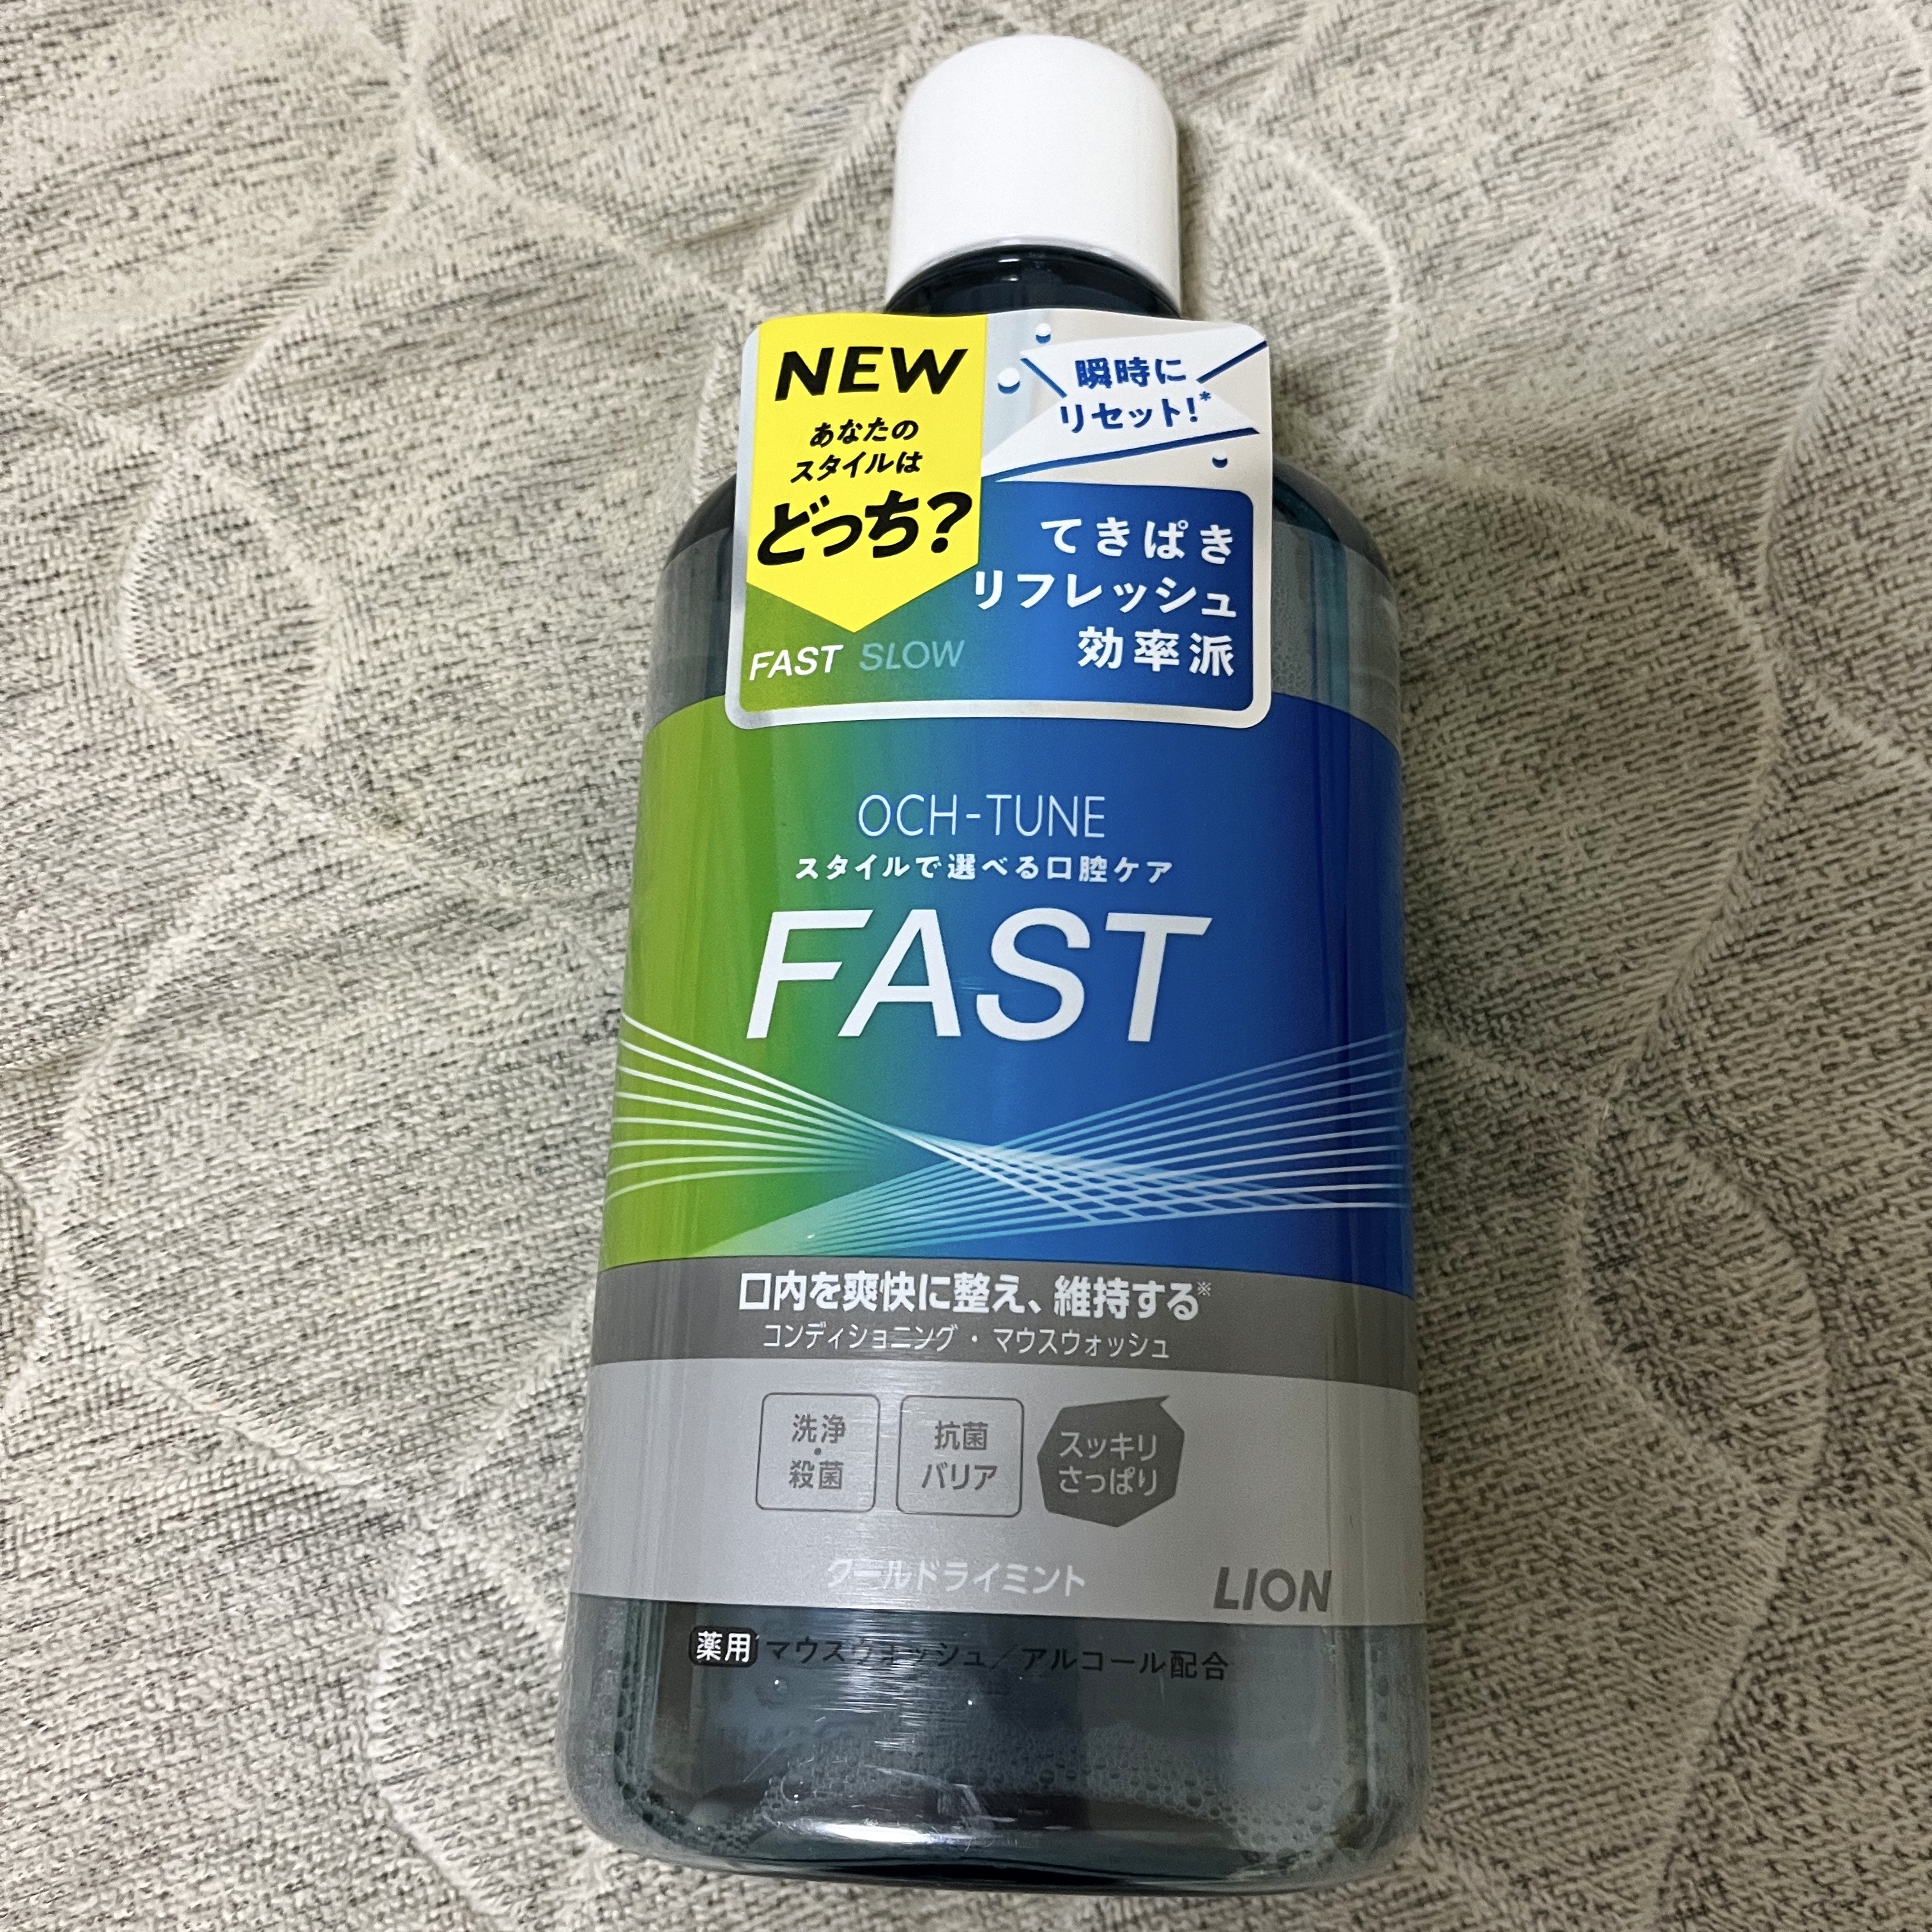 NEW
あなたの
スタイルは
どっち?
FAST SLOW
瞬時に
リセット!*
てきぱき
リフレッシュ
効率派
OCH-TUNE
スタイルで選べる口腔ケア
FAST
口内を爽快に整え、維持する※
コンディショニング・マウスウォッシュ
洗浄
・
殺菌
抗菌
バリア
スッキリ
さっぱり
クールドライミント
LION
薬用 マウスウォッシュ/アルコール配合